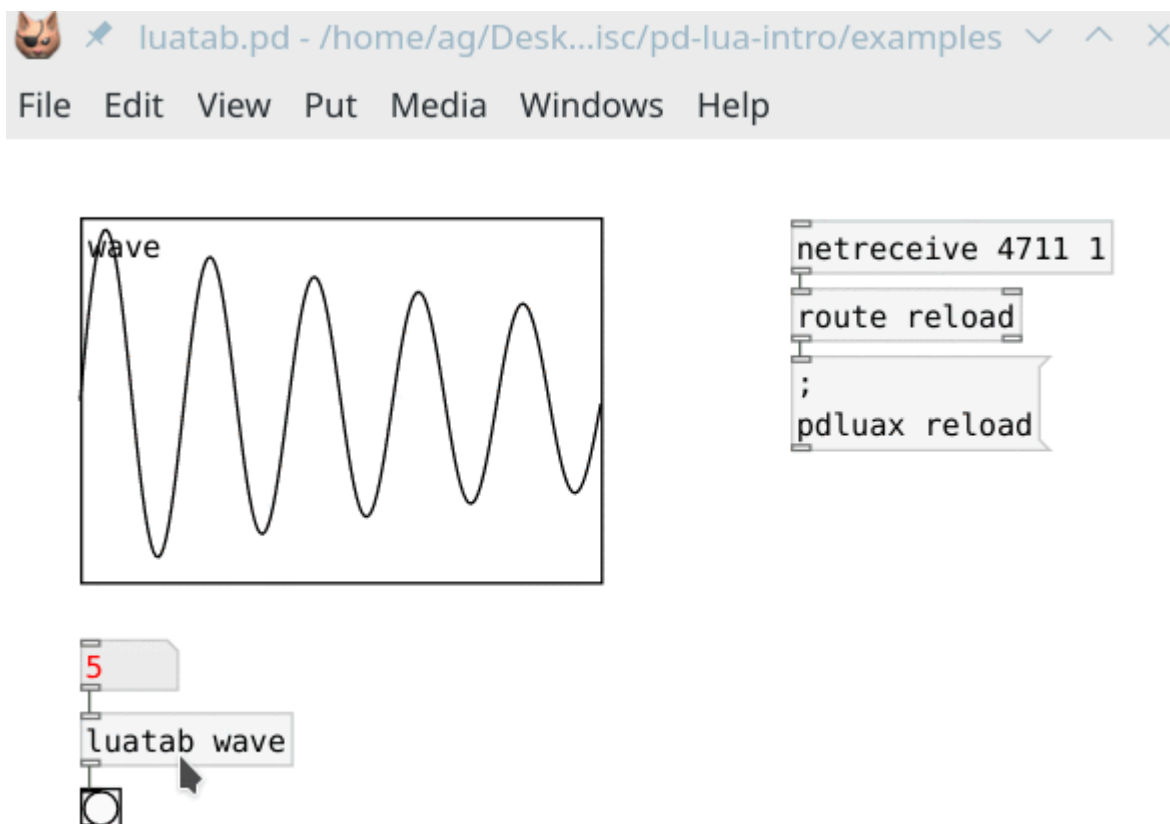 luatab.pd - /home/ag/Desk...isc/pd-lua-intro/examples
File Edit View Put Media Windows Help
wave
netreceive 4711 1
route reload
;
pdluax reload
5
luatab wave